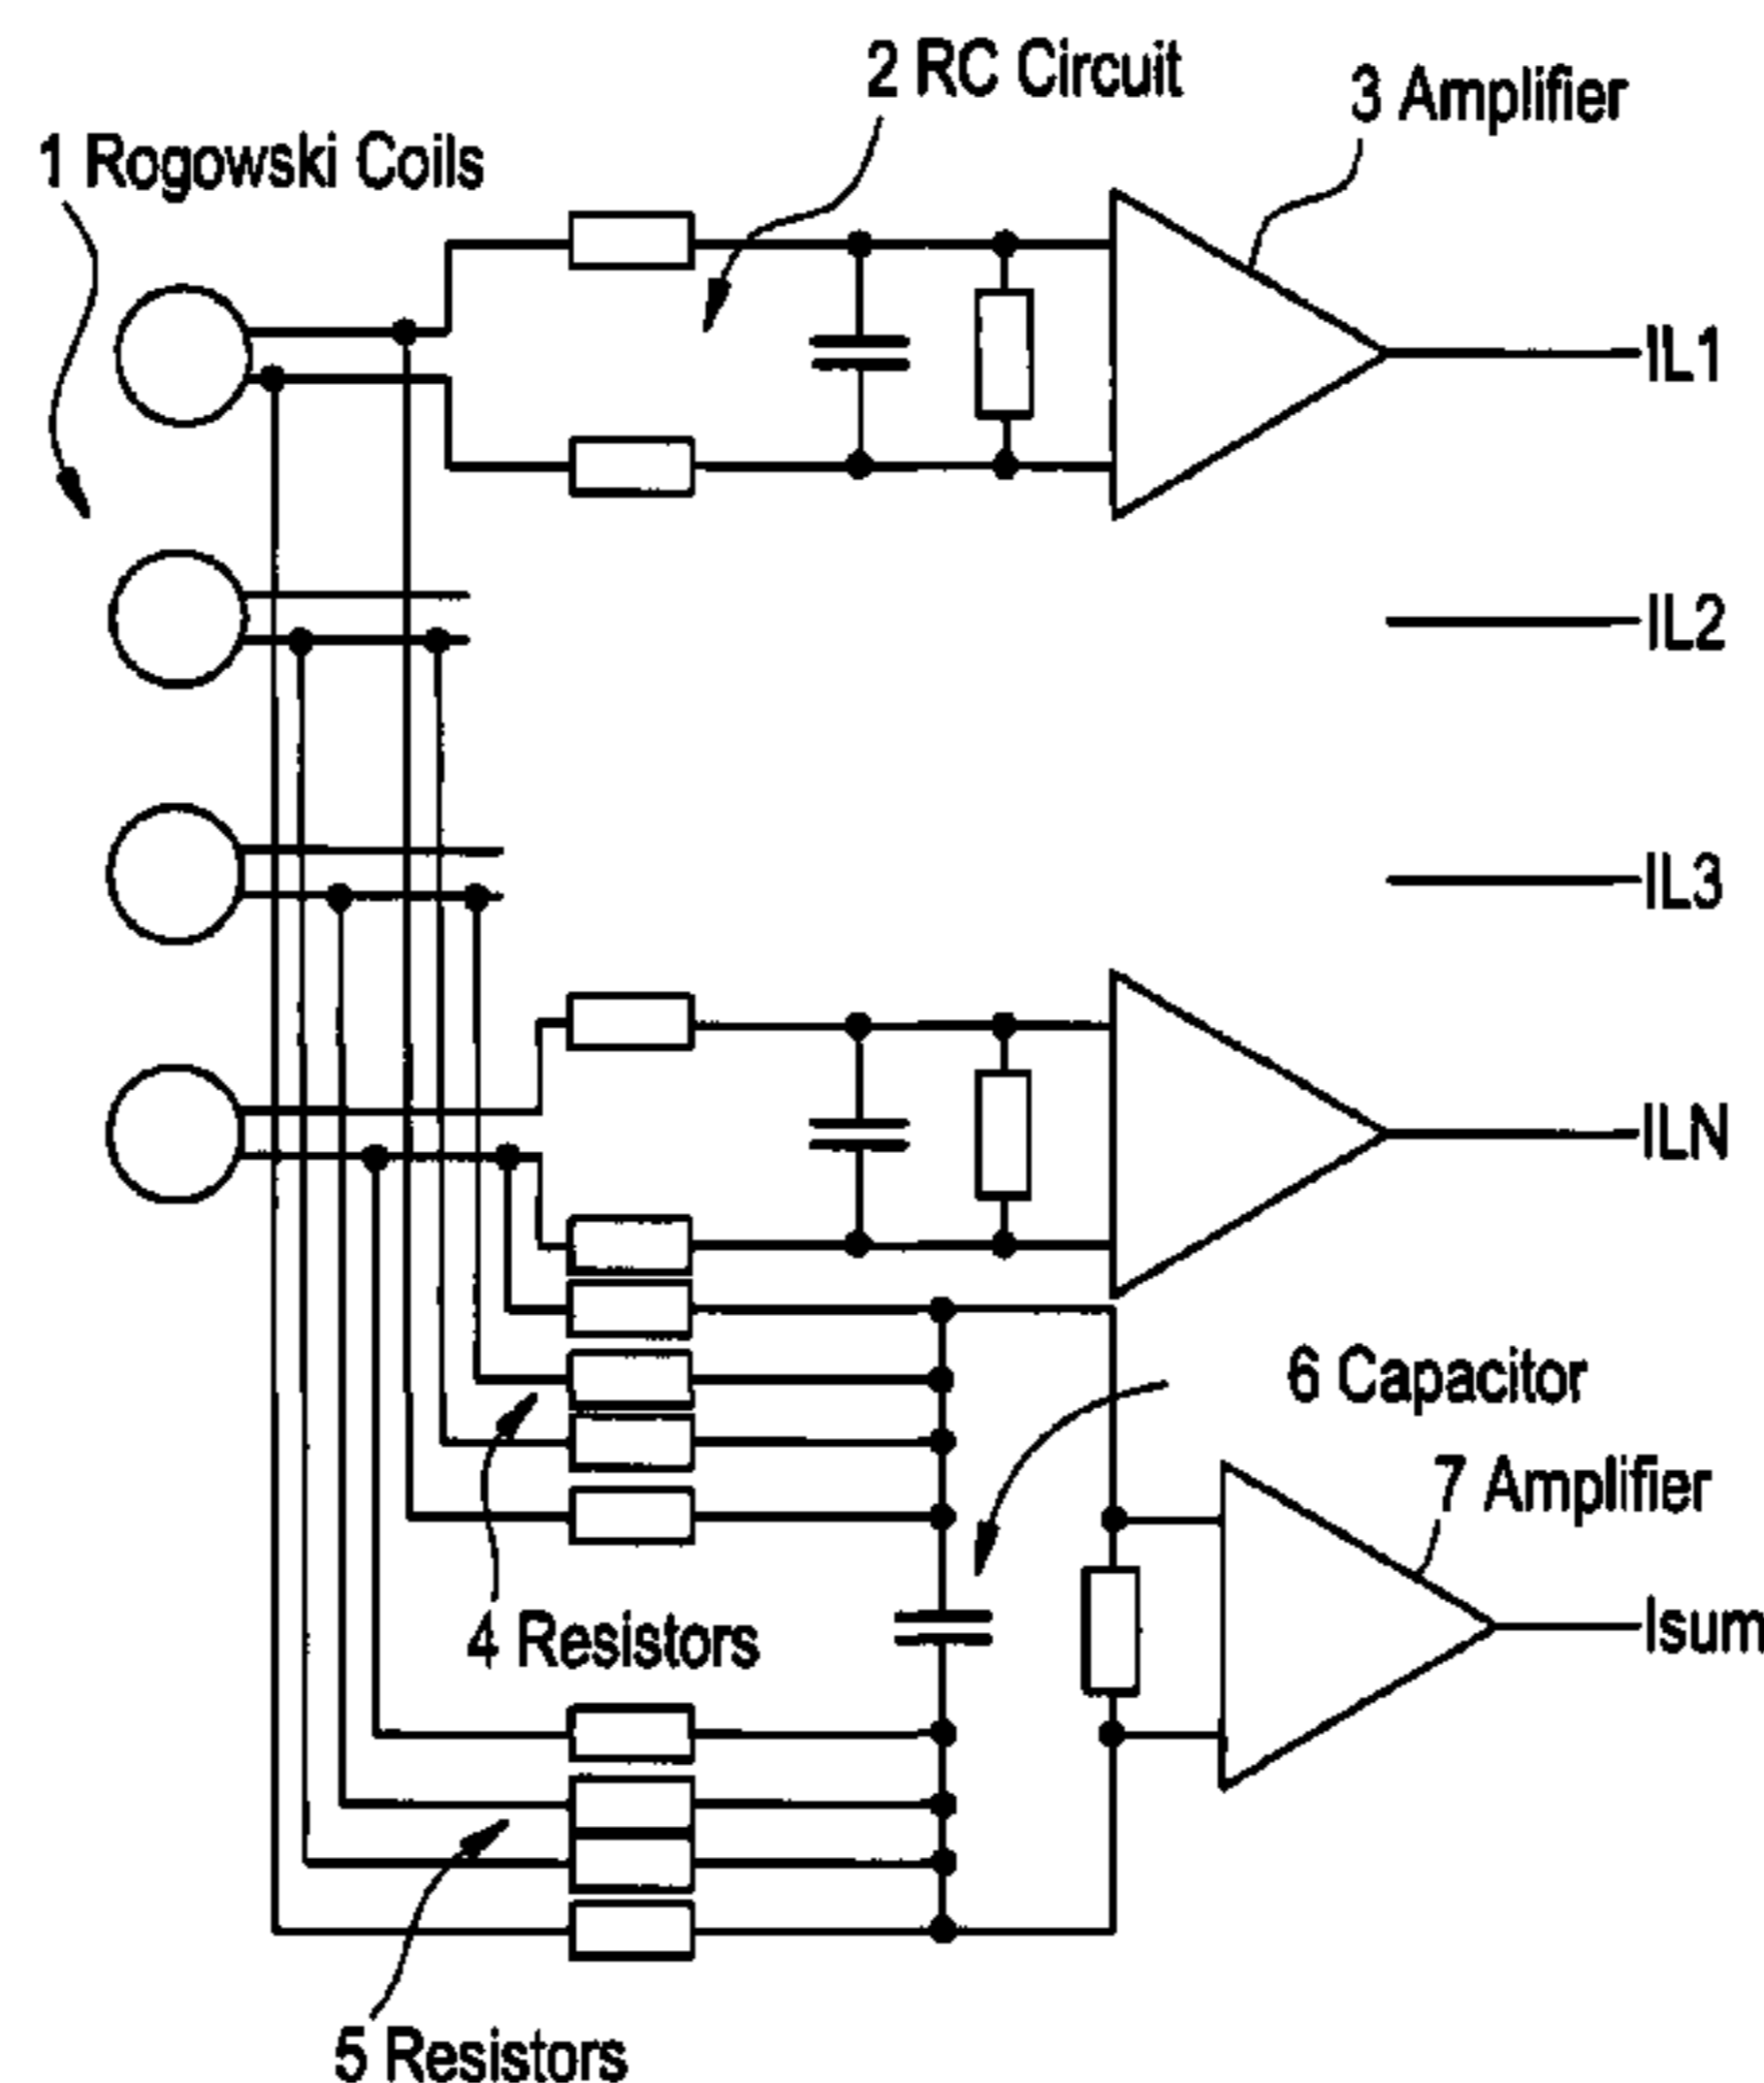 2 RC Circuit
3 Amplifier
1 Rogowski Coils
IL1
IL2
IL3
ILN
6 Capacitor
7 Amplifier
Isum
4 Resistors
5 Resistors